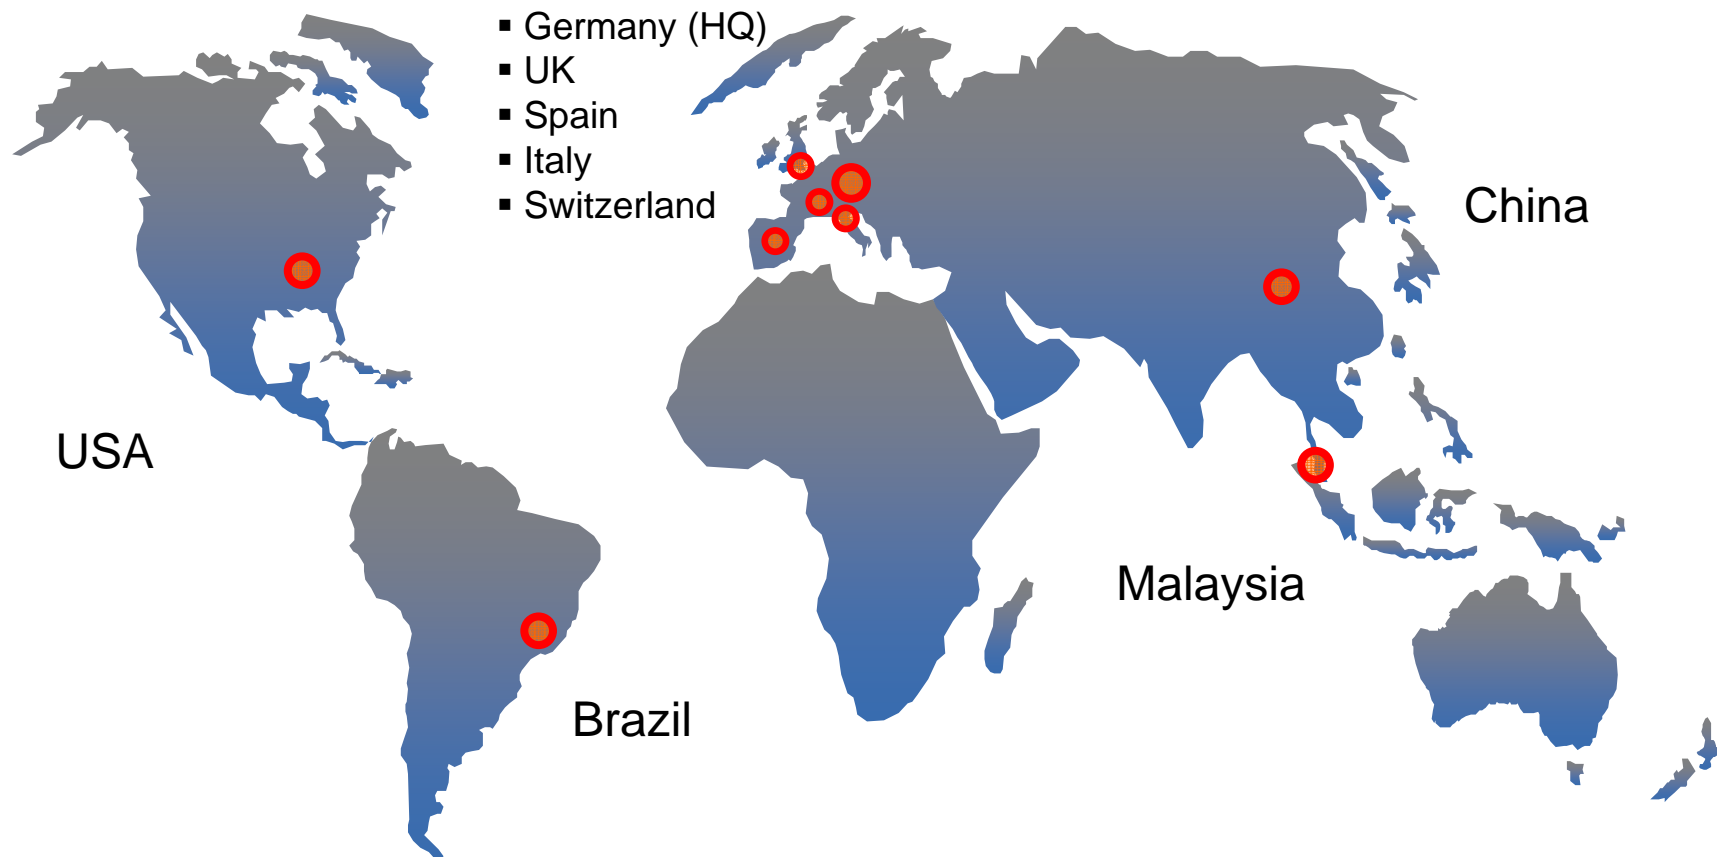 ▪ Germany (HQ)
▪ UK
▪ Spain
▪ Italy
▪ Switzerland
China
USA
Malaysia
Brazil